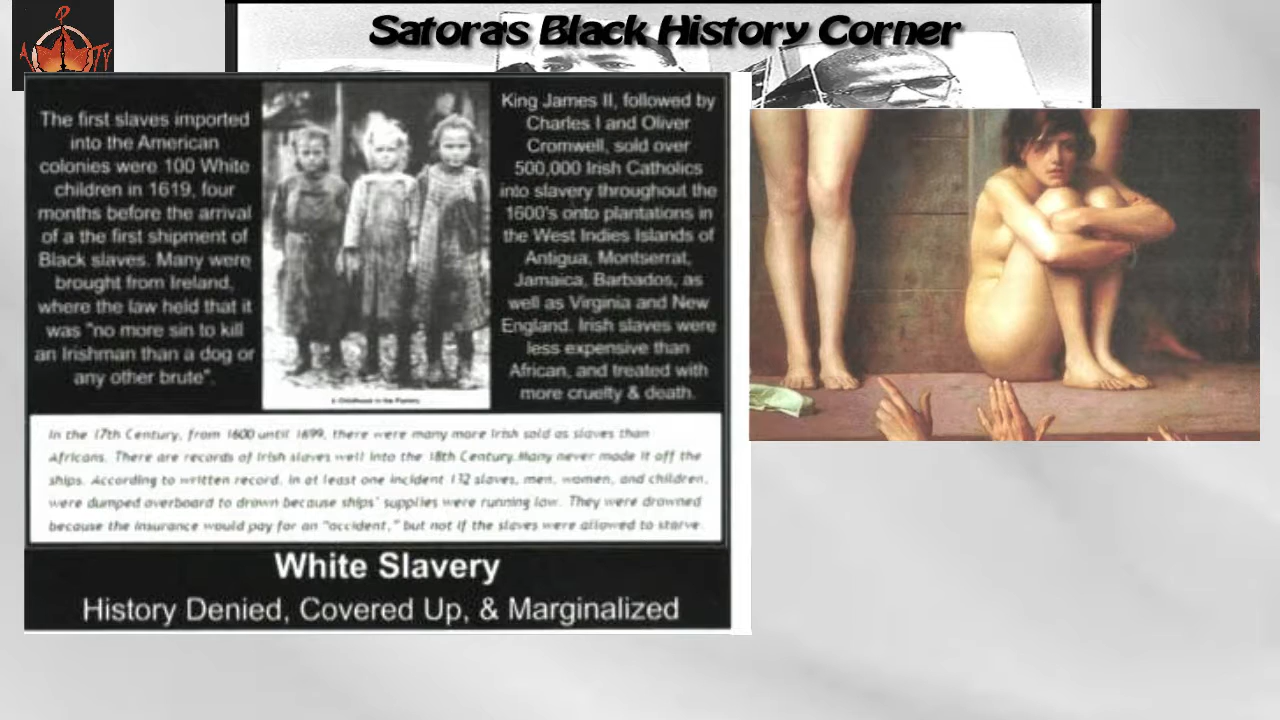 Satora's Black History Corner
The first slaves imported
into the American
colonies were 100 White
children in 1619, four
months before the arrival
of a the first shipment of
Black slaves. Many were
brought from Ireland,
where the law held that it
was "no more sin to kill
an Irishman than a dog or
any other brute".
King James II, followed by
Charles I and Oliver
Cromwell, sold over
500,000 Irish Catholics
into slavery throughout the
1600's onto plantations in
the West Indies Islands of
Antigua, Montserrat,
Jamaica, Barbados, as
well as Virginia and New
England. Irish slaves were
less expensive than
African, and treated with
more cruelty & death.
In the 17th Century, from 1600 until 1699, there were many more Irish sold as slaves than
Africans. There are records of Irish slaves well into the 18th Century. Many never made it off the
ships. According to written record, in at least one incident 132 slaves, men, women, and children,
were dumped overboard to drown because ships' supplies were running low. They were drowned
because the insurance would pay for an "accident," but not if the slaves were allowed to starve.
White Slavery
History Denied, Covered Up, & Marginalized